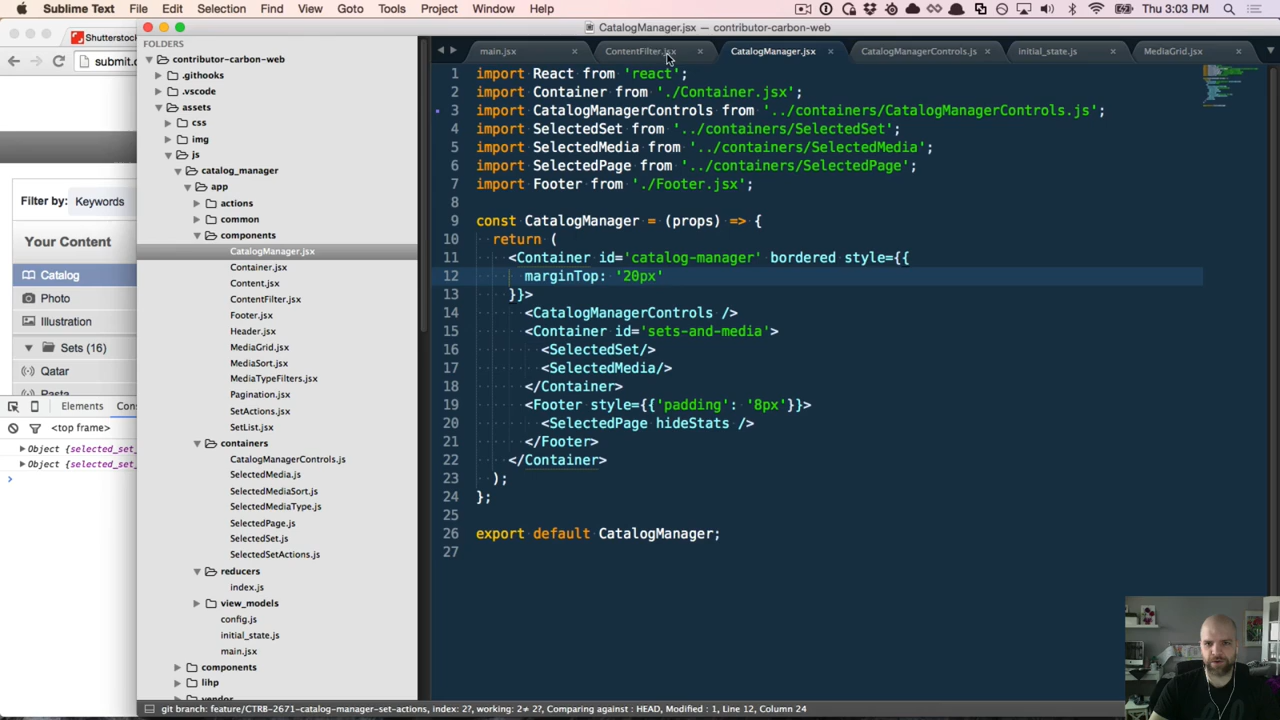 Sublime Text File Edit Selection Find View Goto Tools Project Window Help Thu 3:03 PM
CatalogManager.jsx — contributor-carbon-web
Shutterstock
submit.c
Filter by: Keywords
Your Content
Catalog
Photo
Illustration
Sets (16)
Qatar
Pasta
Elements Con
<top frame>
Object {selected_set_
Object {selected_set_
FOLDERS
contributor-carbon-web
.githooks
.vscode
assets
css
img
js
catalog_manager
app
actions
common
components
CatalogManager.jsx
Container.jsx
Content.jsx
ContentFilter.jsx
Footer.jsx
Header.jsx
MediaGrid.jsx
MediaSort.jsx
MediaTypeFilters.jsx
Pagination.jsx
SetActions.jsx
SetList.jsx
containers
CatalogManagerControls.js
SelectedMedia.js
SelectedMediaSort.js
SelectedMediaType.js
SelectedPage.js
SelectedSet.js
SelectedSetActions.js
reducers
index.js
view_models
config.js
initial_state.js
main.jsx
components
lihp
vendor
main.jsx ContentFilter.jsx CatalogManager.jsx CatalogManagerControls.js initial_state.js MediaGrid.jsx
1 import React from 'react';
2 import Container from './Container.jsx';
3 import CatalogManagerControls from '../containers/CatalogManagerControls.js';
4 import SelectedSet from '../containers/SelectedSet';
5 import SelectedMedia from '../containers/SelectedMedia';
6 import SelectedPage from '../containers/SelectedPage';
7 import Footer from './Footer.jsx';
8
9 const CatalogManager = (props) => {
10 return (
11 <Container id='catalog-manager' bordered style={{
12 marginTop: '20px'
13 }}>
14 <CatalogManagerControls />
15 <Container id='sets-and-media'>
16 <SelectedSet/>
17 <SelectedMedia/>
18 </Container>
19 <Footer style={{'padding': '8px'}}>
20 <SelectedPage hideStats />
21 </Footer>
22 </Container>
23 );
24 };
25
26 export default CatalogManager;
27
git branch: feature/CTRB-2671-catalog-manager-set-actions, index: 2?, working: 2≠ 2?, Comparing against : HEAD, Modified : 1, Line 12, Column 24